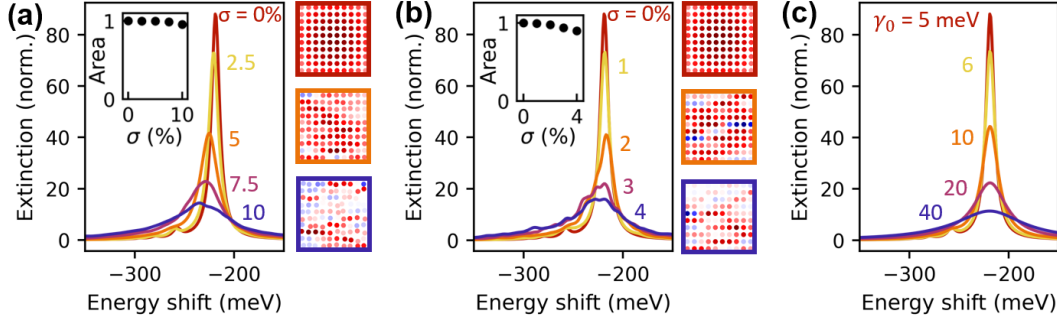 (a)
Extinction (norm.)
80
60
40
20
0
−300
−200
Energy shift (meV)
σ = 0%
2.5
5
7.5
10
Area
1
0
0
10
σ (%)
(b)
Extinction (norm.)
80
60
40
20
0
−300
−200
Energy shift (meV)
σ = 0%
1
2
3
4
Area
1
0
0
4
σ (%)
(c)
Extinction (norm.)
80
60
40
20
0
−300
−200
Energy shift (meV)
γ₀ = 5 meV
6
10
20
40